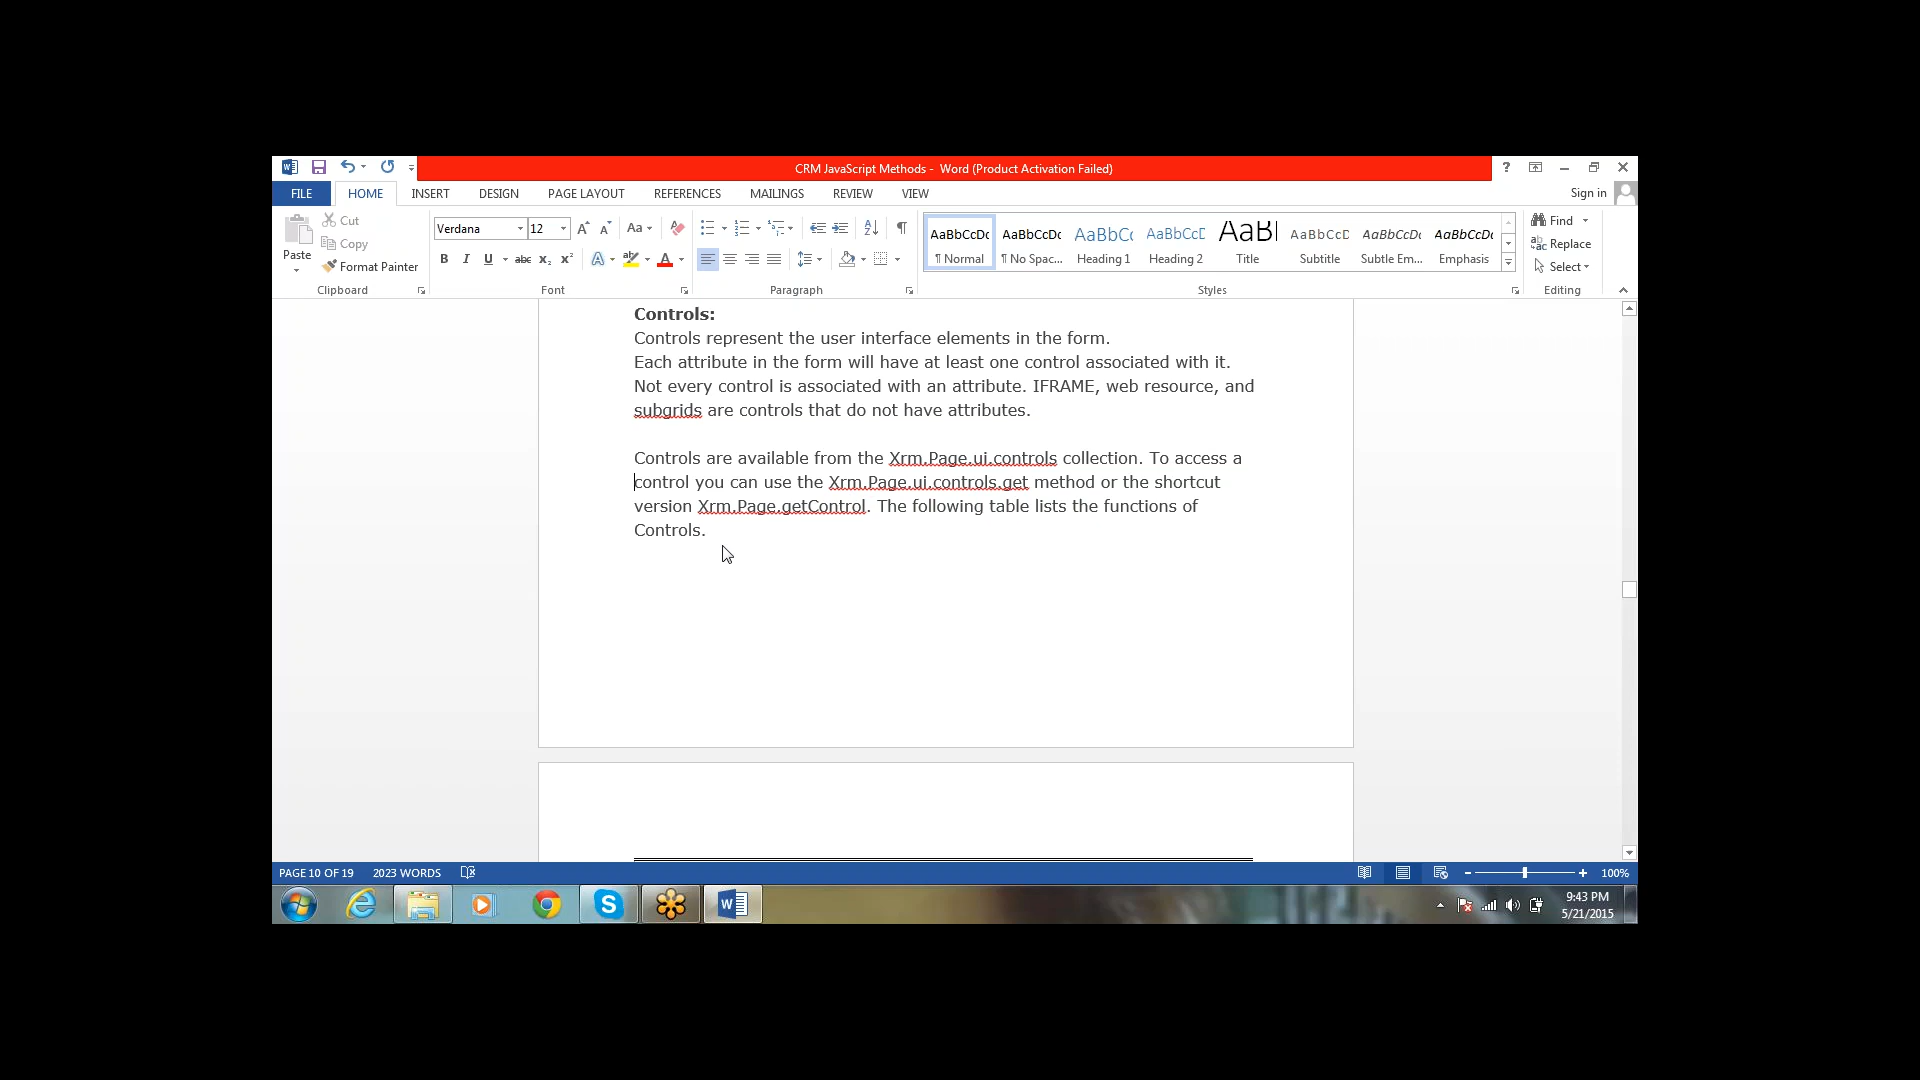 CRM JavaScript Methods - Word (Product Activation Failed)
FILE HOME INSERT DESIGN PAGE LAYOUT REFERENCES MAILINGS REVIEW VIEW Sign in
Paste Cut Copy Format Painter
Clipboard
Verdana 12
Font
Paragraph
AaBbCcDc AaBbCcDc AaBbC( AaBbCcD AaBl AaBbCcD AaBbCcDc AaBbCcDc
¶ Normal ¶ No Spac... Heading 1 Heading 2 Title Subtitle Subtle Em... Emphasis
Styles
Find
Replace
Select
Editing
Controls:
Controls represent the user interface elements in the form.
Each attribute in the form will have at least one control associated with it.
Not every control is associated with an attribute. IFRAME, web resource, and
subgrids are controls that do not have attributes.
Controls are available from the Xrm.Page.ui.controls collection. To access a
control you can use the Xrm.Page.ui.controls.get method or the shortcut
version Xrm.Page.getControl. The following table lists the functions of
Controls.
PAGE 10 OF 19 2023 WORDS 100%
9:43 PM
5/21/2015